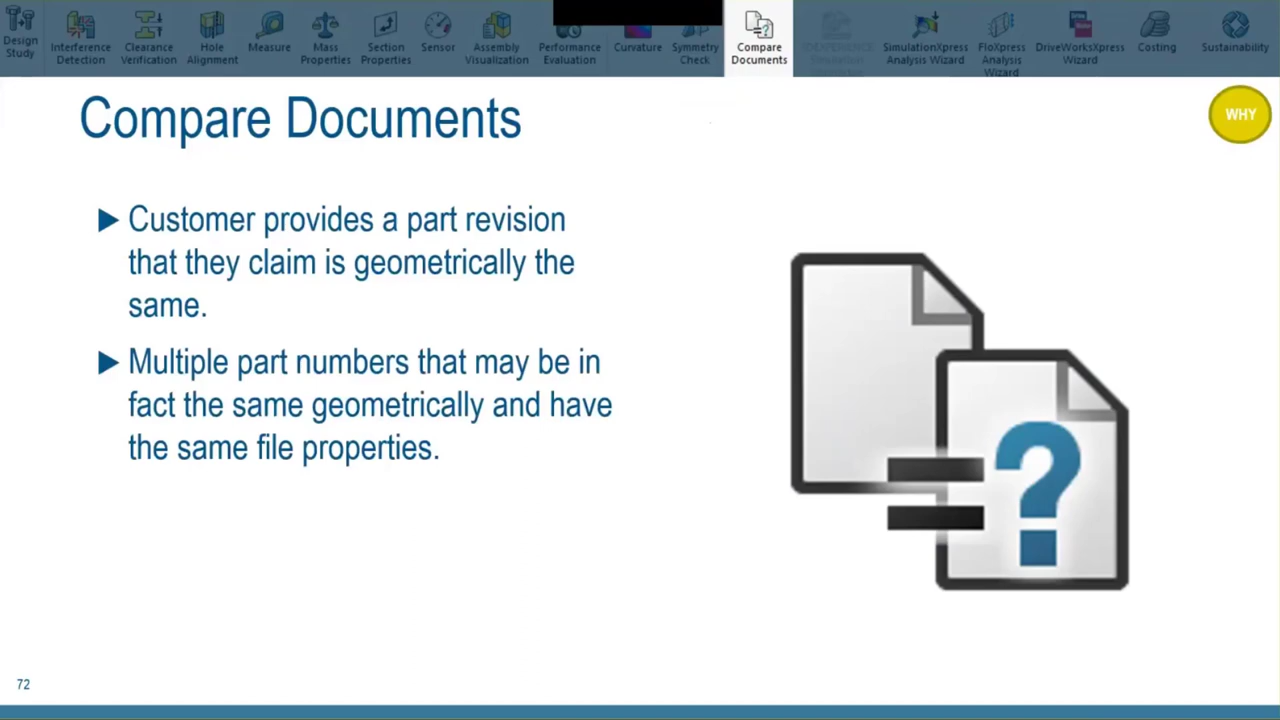 Design
Study
Interference
Detection
Clearance
Verification
Hole
Alignment
Measure
Mass
Properties
Section
Properties
Sensor
Assembly
Visualization
Performance
Evaluation
Curvature
Symmetry
Check
Compare
Documents
SimulationXpress
Analysis Wizard
FloXpress
Analysis
Wizard
DriveWorksXpress
Wizard
Costing
Sustainability
Compare Documents
WHY
▶ Customer provides a part revision
that they claim is geometrically the
same.
▶ Multiple part numbers that may be in
fact the same geometrically and have
the same file properties.
?
72